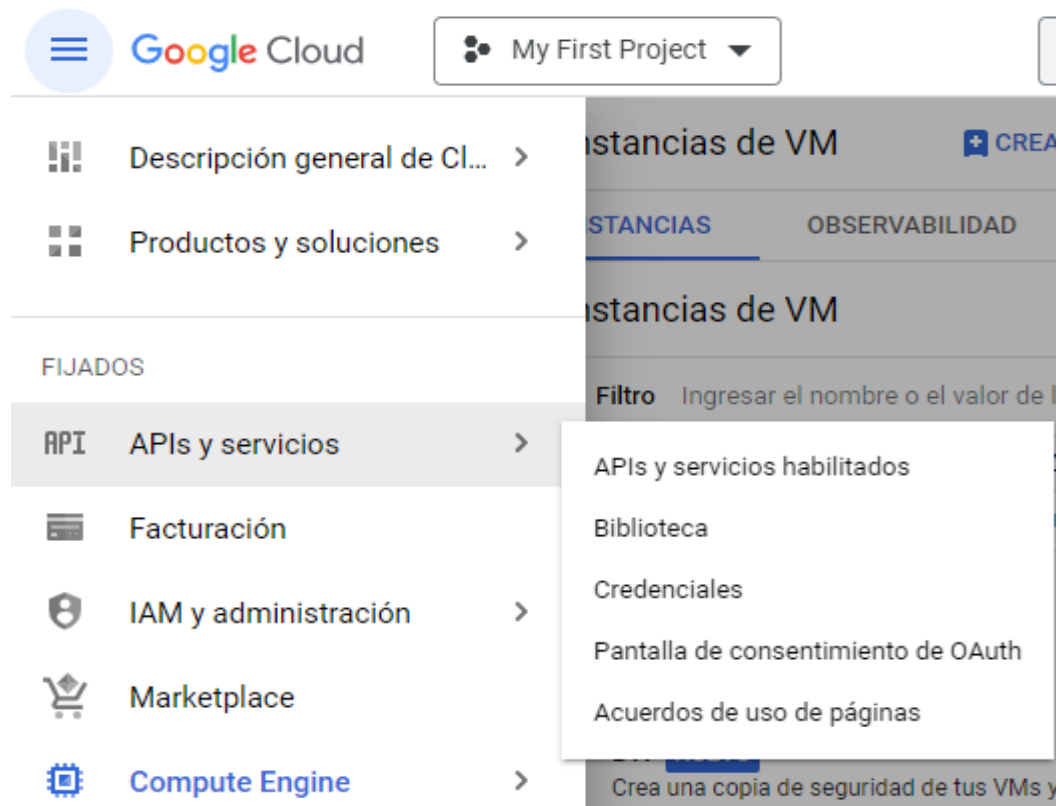 Google Cloud
My First Project
Descripción general de Cl...
Productos y soluciones
FIJADOS
API APIs y servicios
Facturación
IAM y administración
Marketplace
Compute Engine
stancias de VM
CREA
STANCIAS
OBSERVABILIDAD
stancias de VM
Filtro Ingresar el nombre o el valor de l
APIs y servicios habilitados
Biblioteca
Credenciales
Pantalla de consentimiento de OAuth
Acuerdos de uso de páginas
Crea una copia de seguridad de tus VMs y